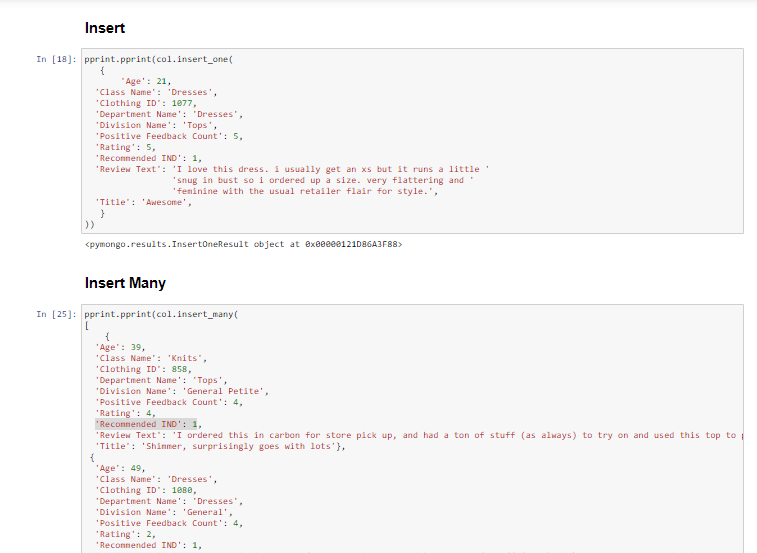 Insert
In [18]: pprint.pprint(col.insert_one(
{
'Age': 21,
'Class Name': 'Dresses',
'Clothing ID': 1077,
'Department Name': 'Dresses',
'Division Name': 'Tops',
'Positive Feedback Count': 5,
'Rating': 5,
'Recommended IND': 1,
'Review Text': 'I love this dress. i usually get an xs but it runs a little '
'snug in bust so i ordered up a size. very flattering and '
'feminine with the usual retailer flair for style.',
'Title': 'Awesome',
}
))
<pymongo.results.InsertOneResult object at 0x00000121D86A3F88>
Insert Many
In [25]: pprint.pprint(col.insert_many(
[
{
'Age': 39,
'Class Name': 'Knits',
'Clothing ID': 858,
'Department Name': 'Tops',
'Division Name': 'General Petite',
'Positive Feedback Count': 4,
'Rating': 4,
'Recommended IND': 1,
'Review Text': 'I ordered this in carbon for store pick up, and had a ton of stuff (as always) to try on and used this top to
'Title': 'Shimmer, surprisingly goes with lots'},
{
'Age': 49,
'Class Name': 'Dresses',
'Clothing ID': 1080,
'Department Name': 'Dresses',
'Division Name': 'General',
'Positive Feedback Count': 4,
'Rating': 2,
'Recommended IND': 1,